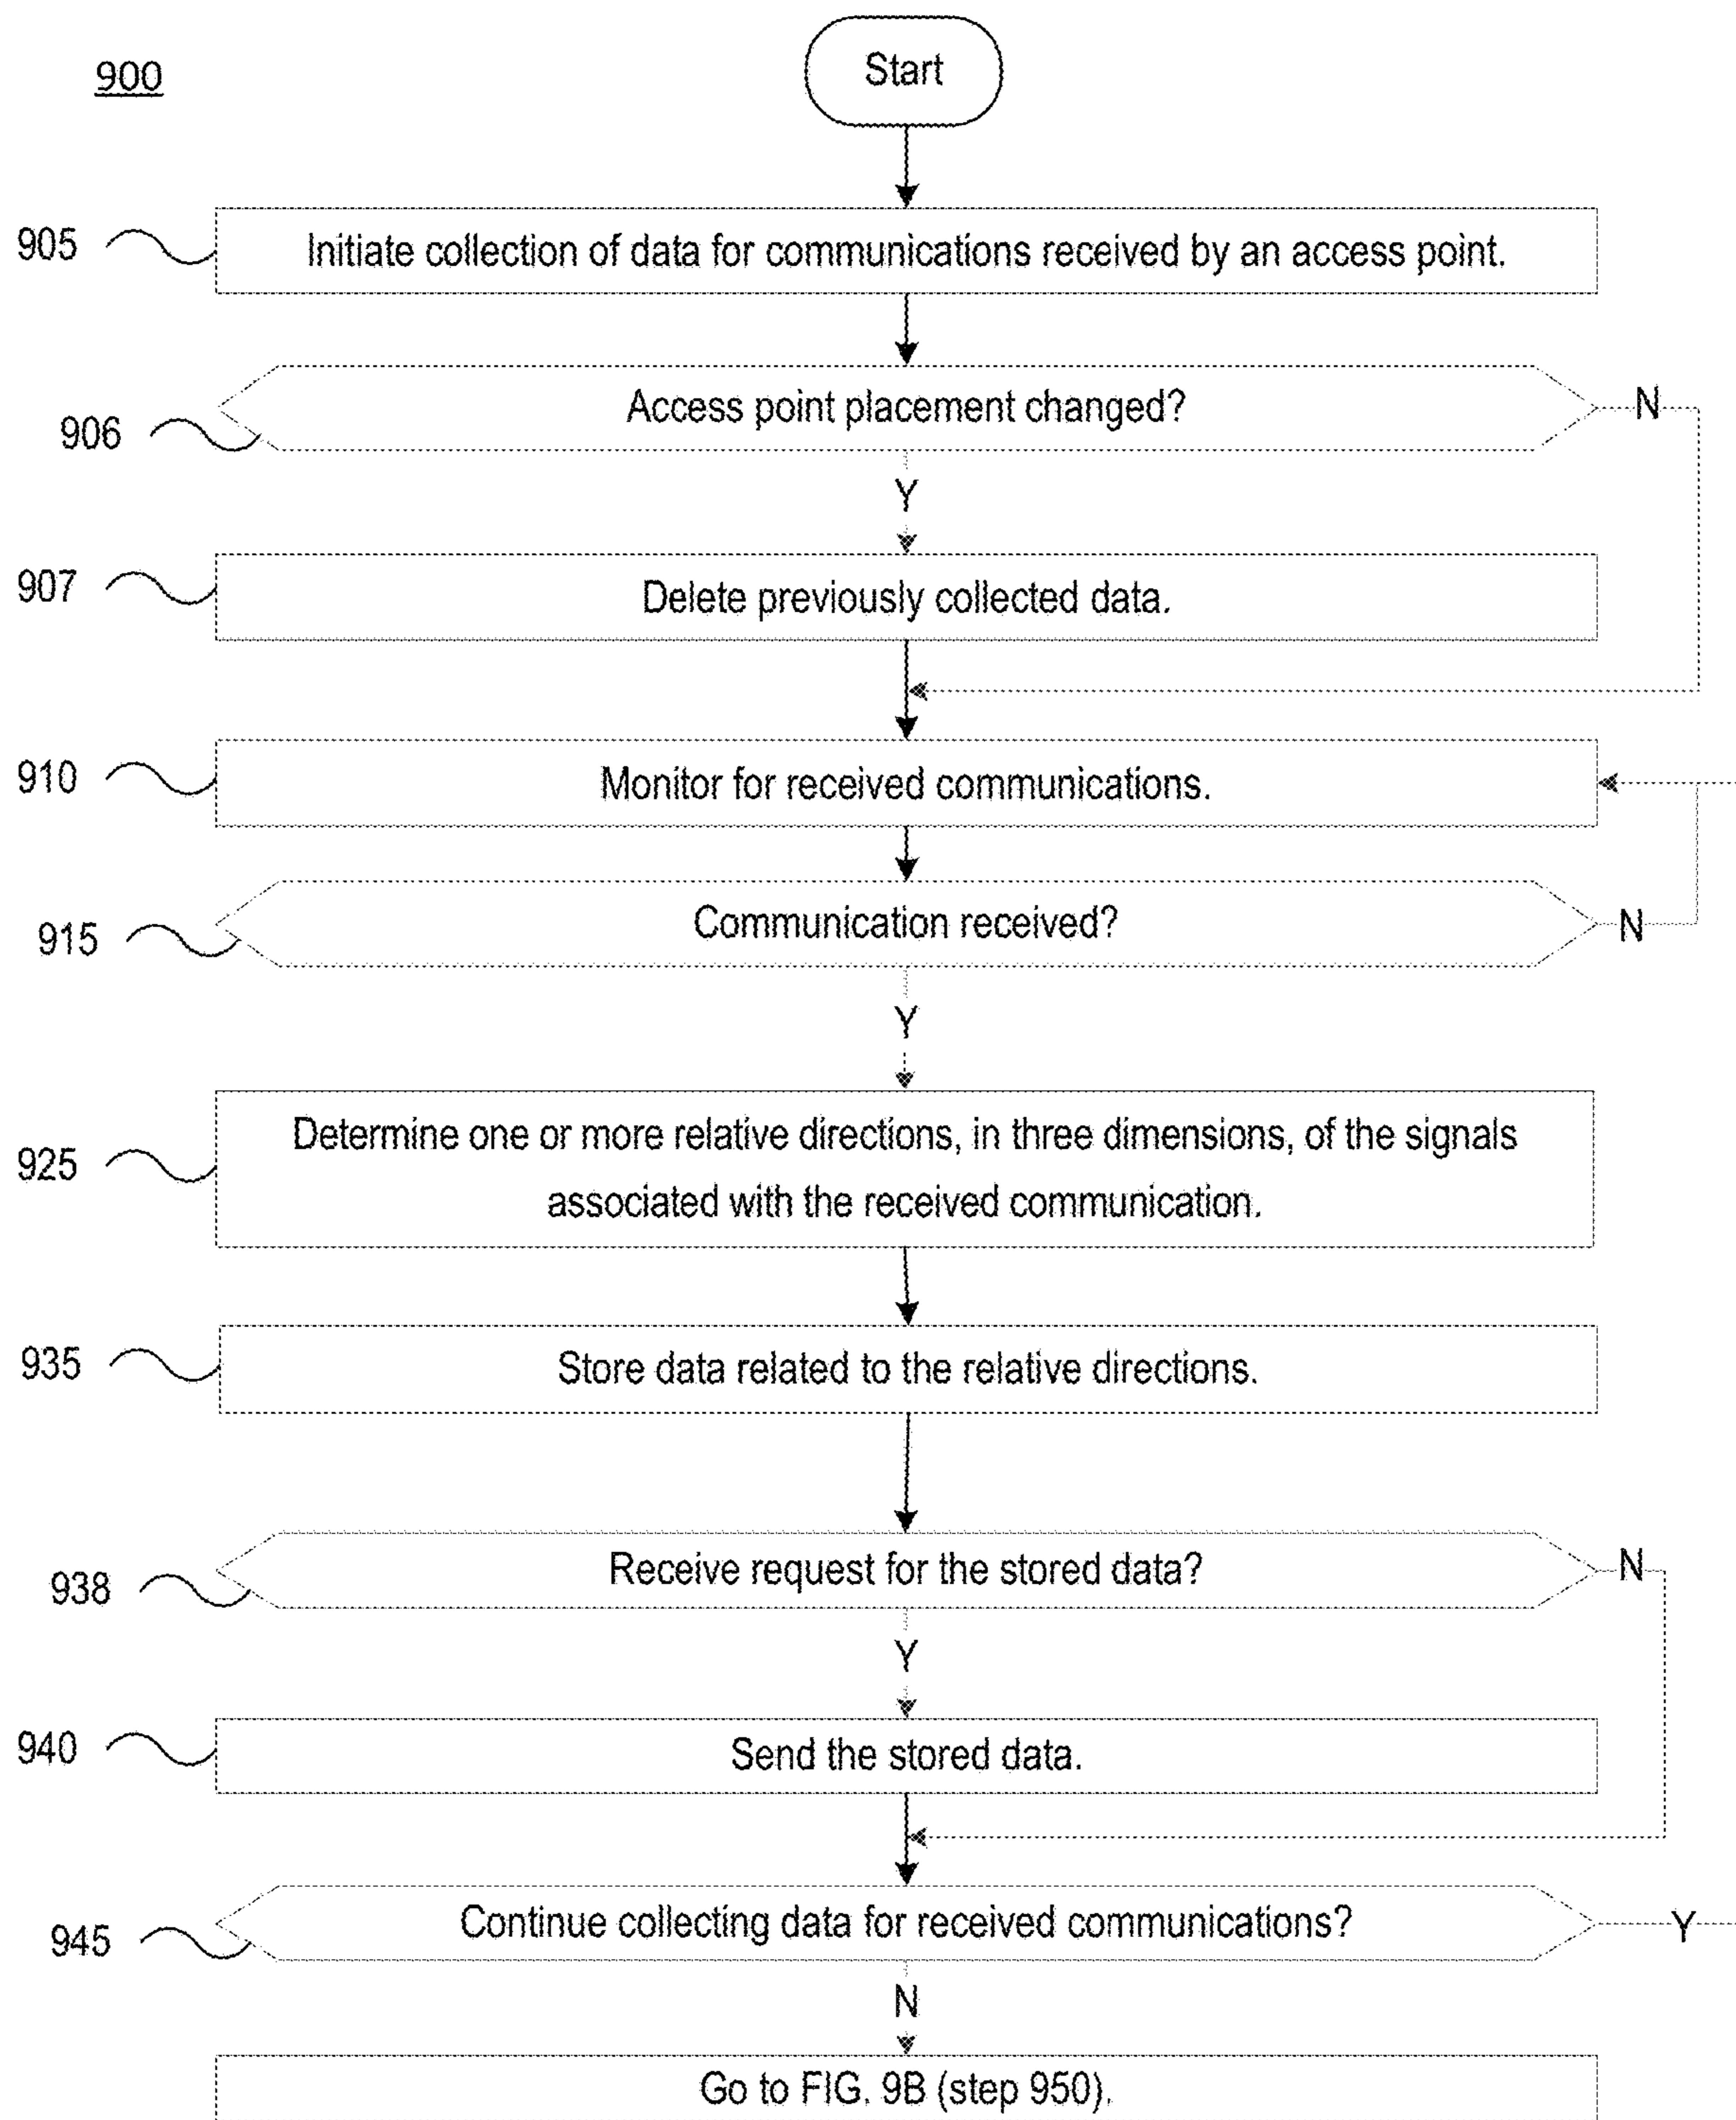 900
Start
905
Initiate collection of data for communications received by an access point.
906
Access point placement changed?
N
Y
907
Delete previously collected data.
910
Monitor for received communications.
915
Communication received?
N
Y
925
Determine one or more relative directions, in three dimensions, of the signals
associated with the received communication.
935
Store data related to the relative directions.
938
Receive request for the stored data?
N
Y
940
Send the stored data.
945
Continue collecting data for received communications?
Y
N
Go to FIG. 9B (step 950).